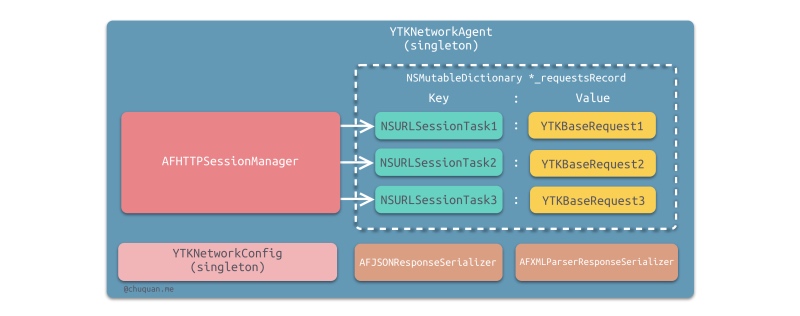 YTKNetworkAgent
(singleton)
NSMutableDictionary *_requestsRecord
Key : Value
NSURLSessionTask1 : YTKBaseRequest1
AFHTTPSessionManager
NSURLSessionTask2 : YTKBaseRequest2
NSURLSessionTask3 : YTKBaseRequest3
YTKNetworkConfig
(singleton)
AFJSONResponseSerializer
AFXMLParserResponseSerializer
@chuquan.me